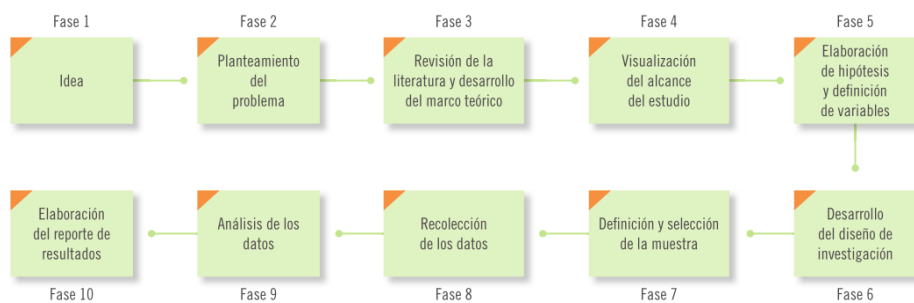 Fase 1
Idea
Fase 2
Planteamiento
del
problema
Fase 3
Revisión de la
literatura y desarrollo
del marco teórico
Fase 4
Visualización
del alcance
del estudio
Fase 5
Elaboración
de hipótesis
y definición
de variables
Desarrollo
del diseño de
investigación
Fase 6
Definición y selección
de la muestra
Fase 7
Recolección
de los datos
Fase 8
Análisis de los
datos
Fase 9
Elaboración
del reporte de
resultados
Fase 10